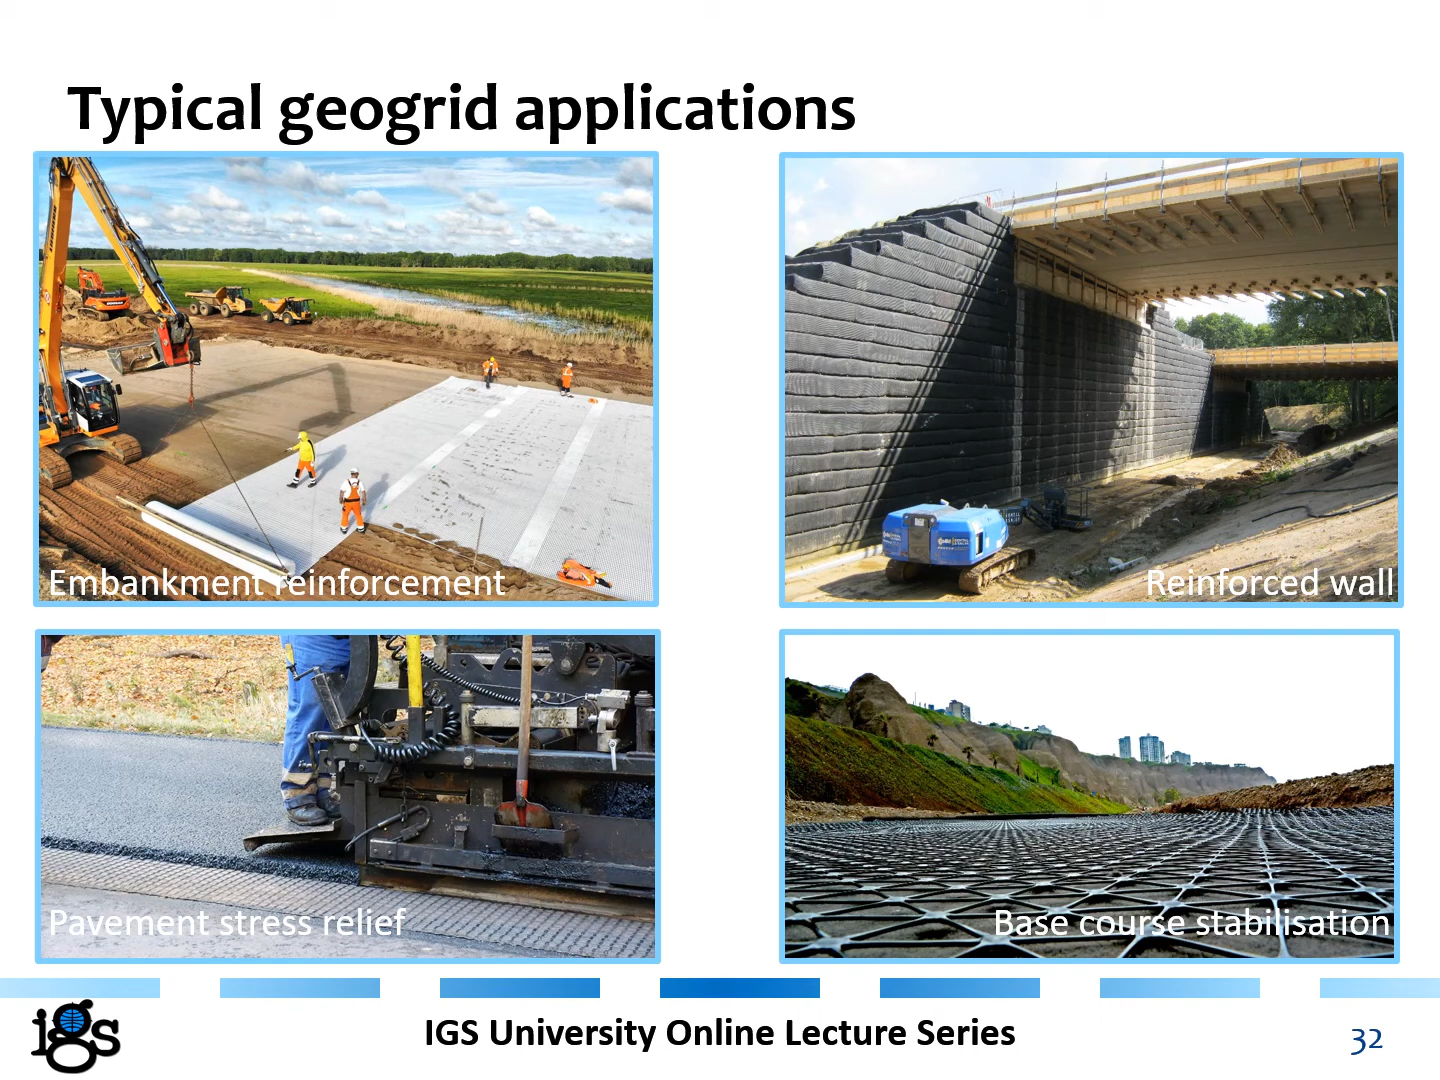 Typical geogrid applications
Embankment reinforcement
Reinforced wall
Pavement stress relief
Base course stabilisation
igs
IGS University Online Lecture Series
32